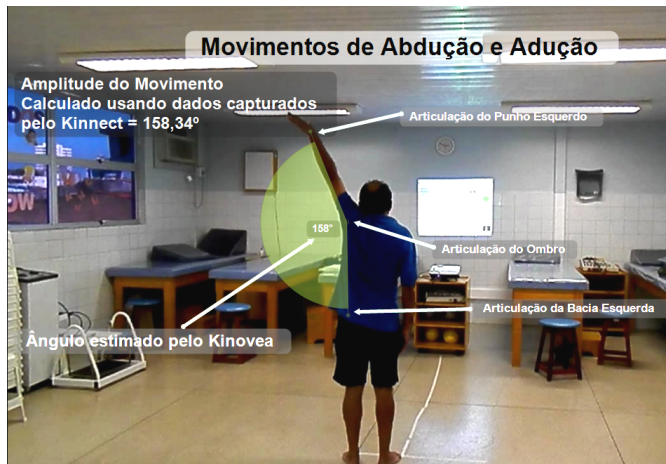 Movimentos de Abdução e Adução
Amplitude do Movimento
Calculado usando dados capturados
pelo Kinnect = 158,34º
Articulação do Punho Esquerdo
158°
Articulação do Ombro
Articulação da Bacia Esquerda
Ângulo estimado pelo Kinovea